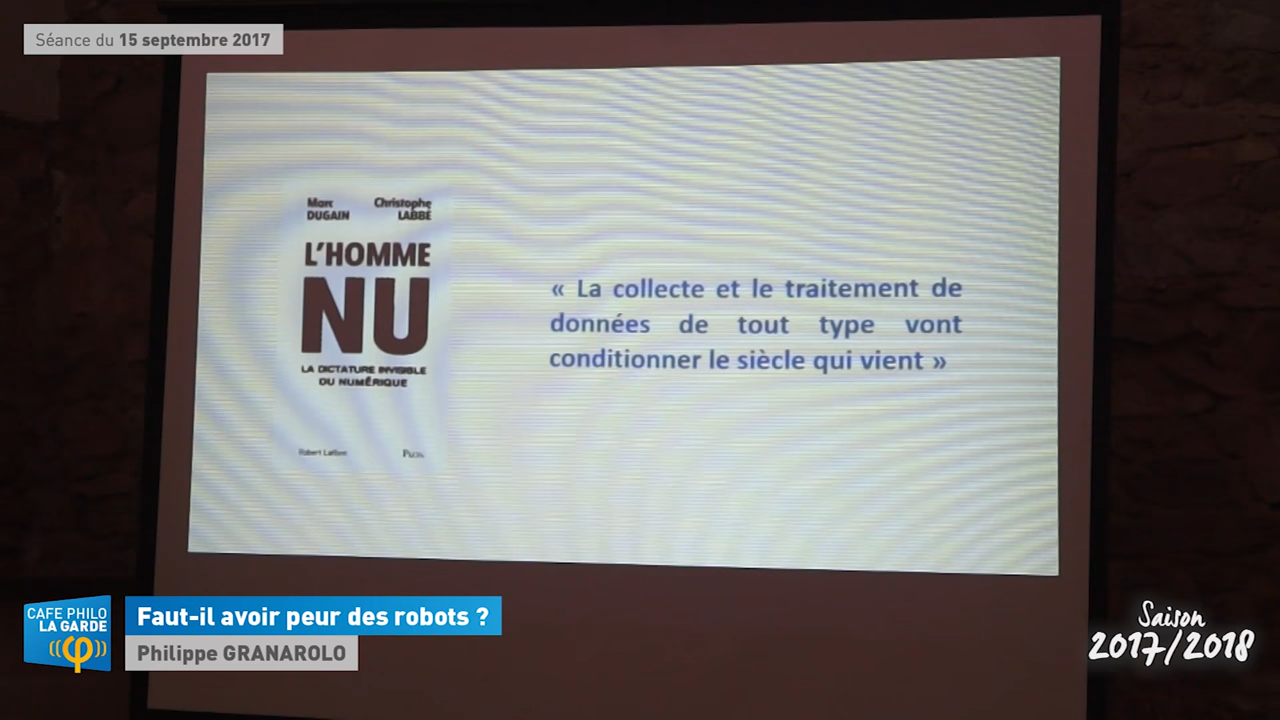 Séance du 15 septembre 2017
Marc Christophe
DUGAIN LABBÉ
L'HOMME
NU
LA DICTATURE INVISIBLE
DU NUMÉRIQUE
Robert Laffont PLON
« La collecte et le traitement de
données de tout type vont
conditionner le siècle qui vient »
CAFE PHILO
LA GARDE
Faut-il avoir peur des robots ?
Philippe GRANAROLO
Saison
2017/2018